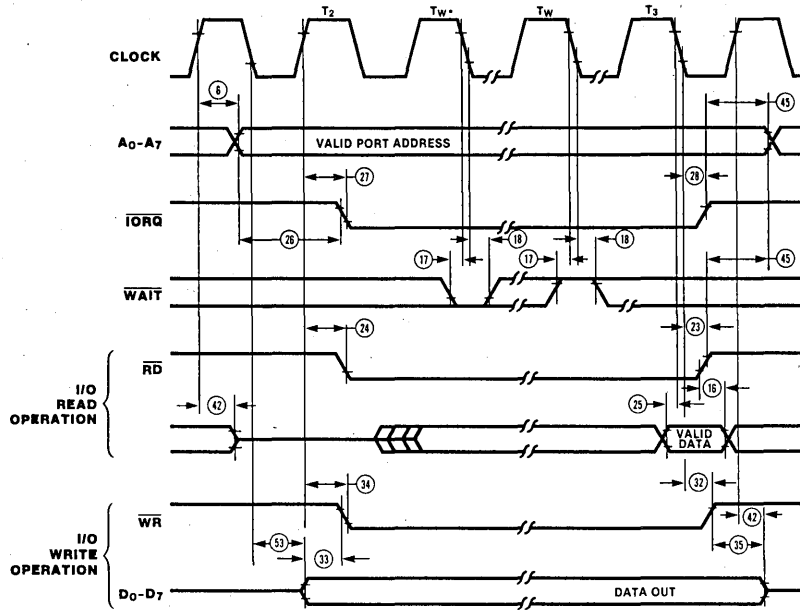 T2 TW* TW T3
CLOCK
6 45
A0-A7 VALID PORT ADDRESS
27 28
IORQ
26
17 18 17 18 45
WAIT
24 23
RD
16
I/O
READ
OPERATION
42 25 VALID
DATA
34 32
WR
42
I/O
WRITE
OPERATION
53 33 35
D0-D7 DATA OUT